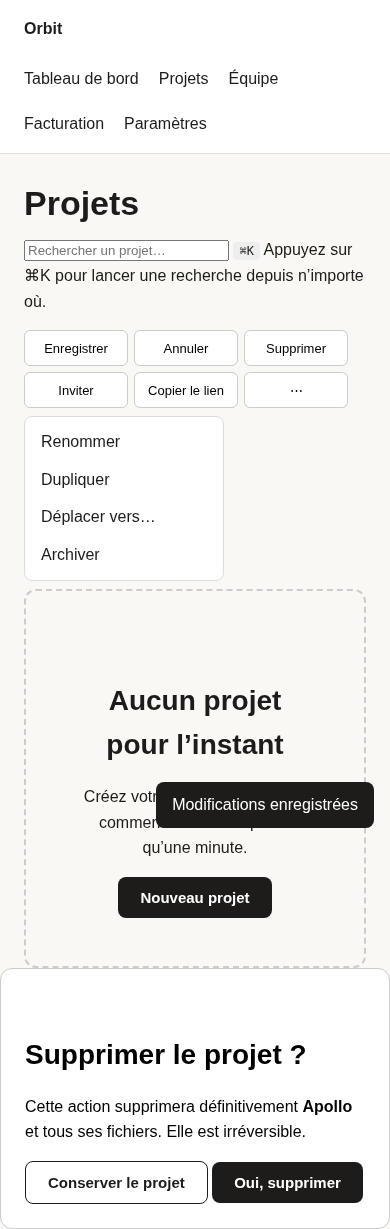 Orbit
Tableau de bord Projets Équipe
Facturation Paramètres
Projets
Rechercher un projet… ⌘K Appuyez sur
⌘K pour lancer une recherche depuis n’importe
où.
Enregistrer Annuler Supprimer
Inviter Copier le lien ⋯
Renommer
Dupliquer
Déplacer vers…
Archiver
Aucun projet
pour l’instant
Créez
Modifications enregistrées
qu’une minute.
Nouveau projet
Supprimer le projet ?
Cette action supprimera définitivement Apollo
et tous ses fichiers. Elle est irréversible.
Conserver le projet Oui, supprimer